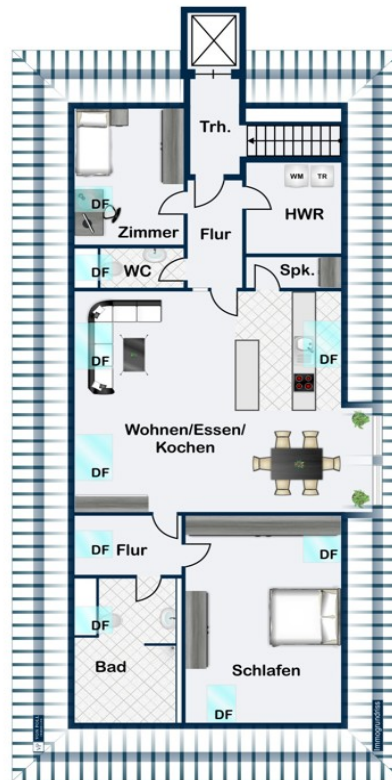 Trh.
WM TR
DF
HWR
Zimmer
Flur
DF
WC
Spk.
DF
DF
Wohnen/Essen/
Kochen
DF
DF
Flur
DF
DF
Bad
Schlafen
DF
Immogrundriss